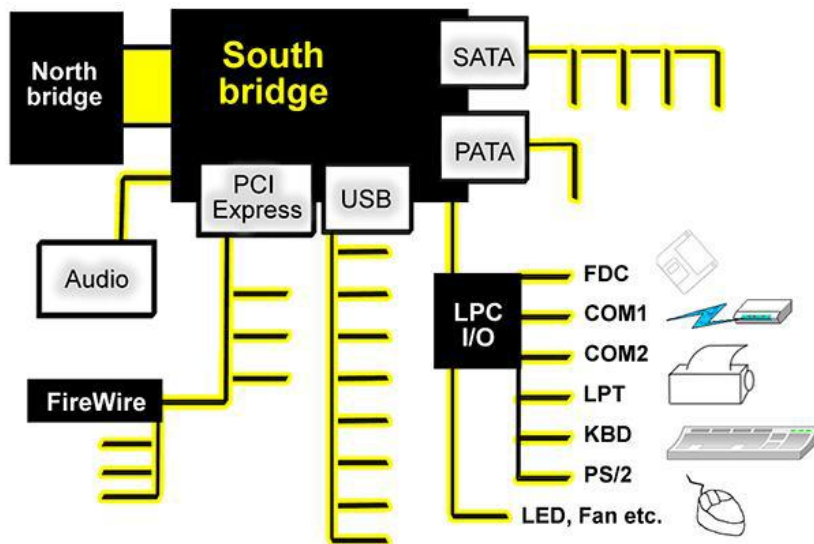 North
bridge
South
bridge
SATA
PATA
PCI
Express
USB
Audio
LPC
I/O
FDC
COM1
COM2
LPT
KBD
PS/2
LED, Fan etc.
FireWire